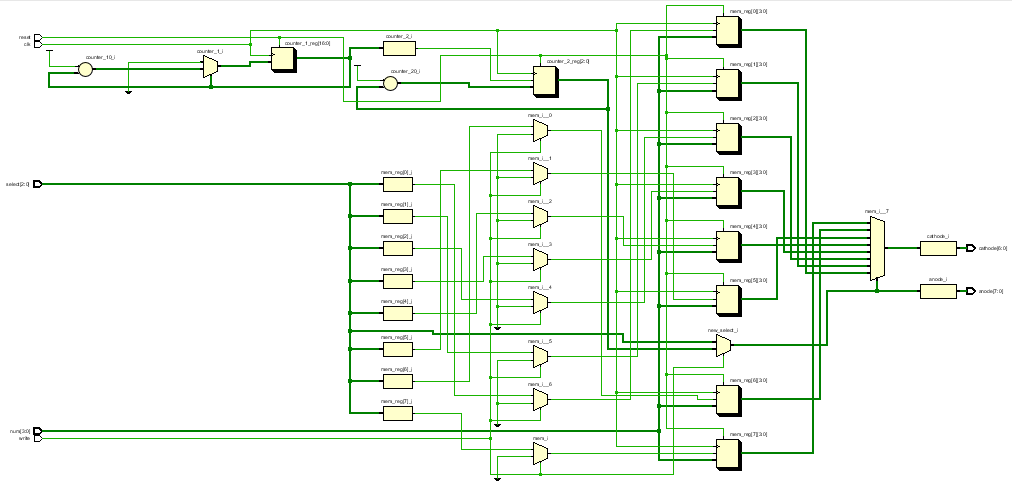 mem_reg[0][3:0]
reset
clk
counter_10_i
counter_1_i
counter_1_reg[16:0]
counter_2_i
counter_20_i
counter_2_reg[2:0]
mem_reg[1][3:0]
mem_i__0
mem_reg[2][3:0]
mem_i__1
mem_reg[3][3:0]
select[2:0]
mem_reg[0]_i
mem_reg[1]_i
mem_i__2
mem_reg[4][3:0]
mem_i__7
mem_reg[2]_i
mem_i__3
cathode_i
cathode[6:0]
mem_reg[3]_i
mem_i__4
mem_reg[5][3:0]
anode_i
anode[7:0]
mem_reg[4]_i
new_select_i
mem_reg[5]_i
mem_i__5
mem_reg[6]_i
mem_i__6
mem_reg[6][3:0]
mem_reg[7]_i
num[3:0]
write
mem_i
mem_reg[7][3:0]